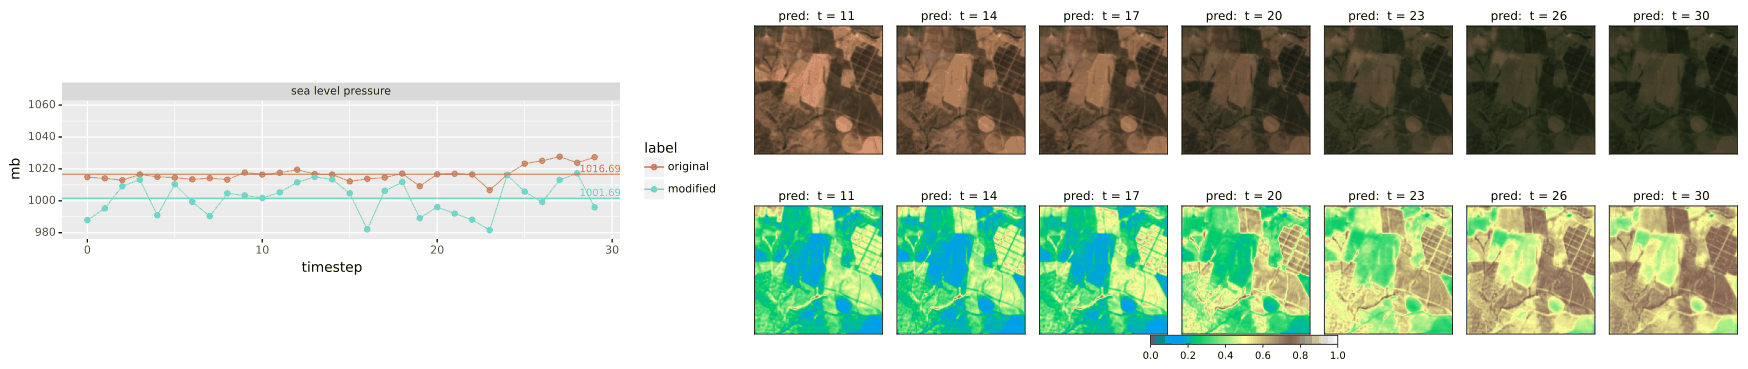 sea level pressure
1060
1040
1020
1000
980
mb
1016.69
1001.69
0
10
20
30
timestep
label
original
modified
pred: t = 11
pred: t = 14
pred: t = 17
pred: t = 20
pred: t = 23
pred: t = 26
pred: t = 30
pred: t = 11
pred: t = 14
pred: t = 17
pred: t = 20
pred: t = 23
pred: t = 26
pred: t = 30
0.0
0.2
0.4
0.6
0.8
1.0